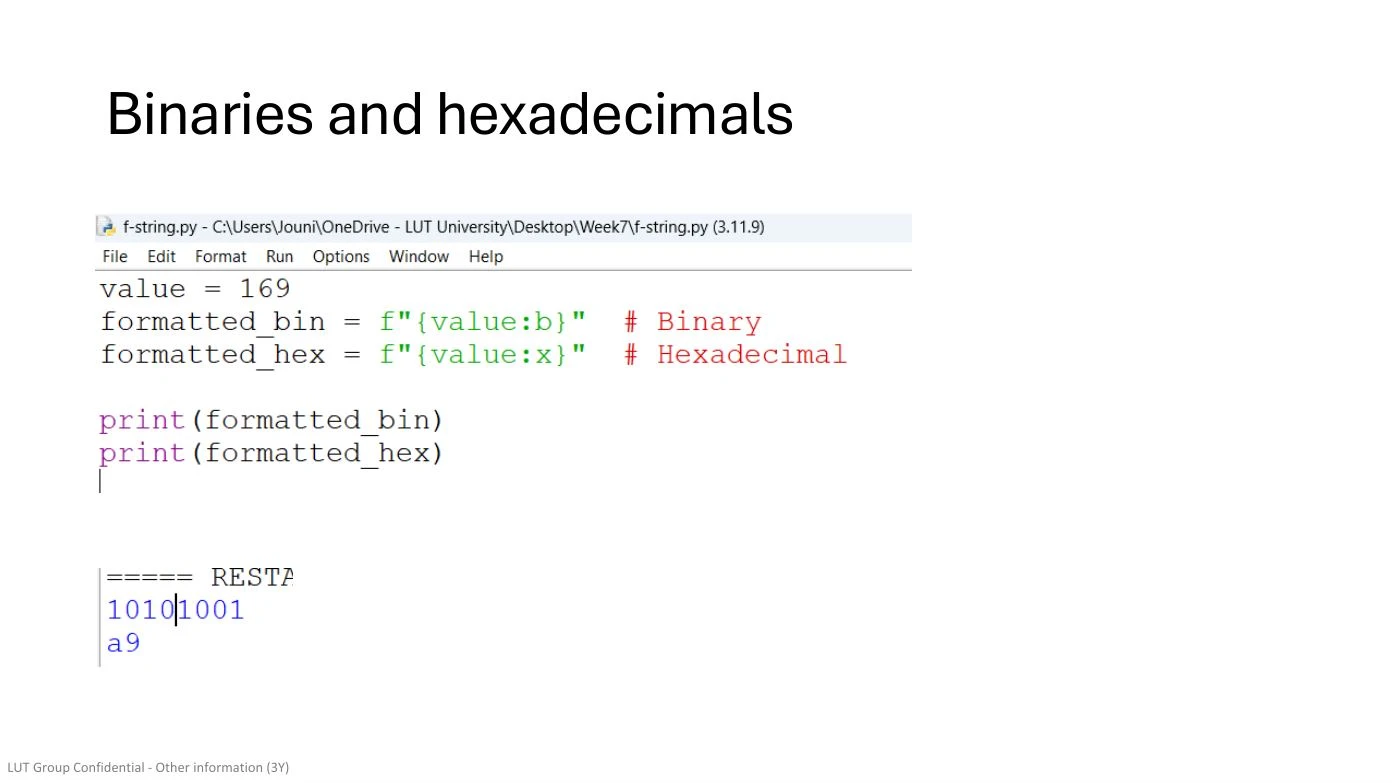 Binaries and hexadecimals
f-string.py - C:\Users\Jouni\OneDrive - LUT University\Desktop\Week7\f-string.py (3.11.9)
File Edit Format Run Options Window Help
value = 169
formatted_bin = f"{value:b}"  # Binary
formatted_hex = f"{value:x}"  # Hexadecimal
print(formatted_bin)
print(formatted_hex)
===== RESTA
10101001
a9
LUT Group Confidential - Other information (3Y)